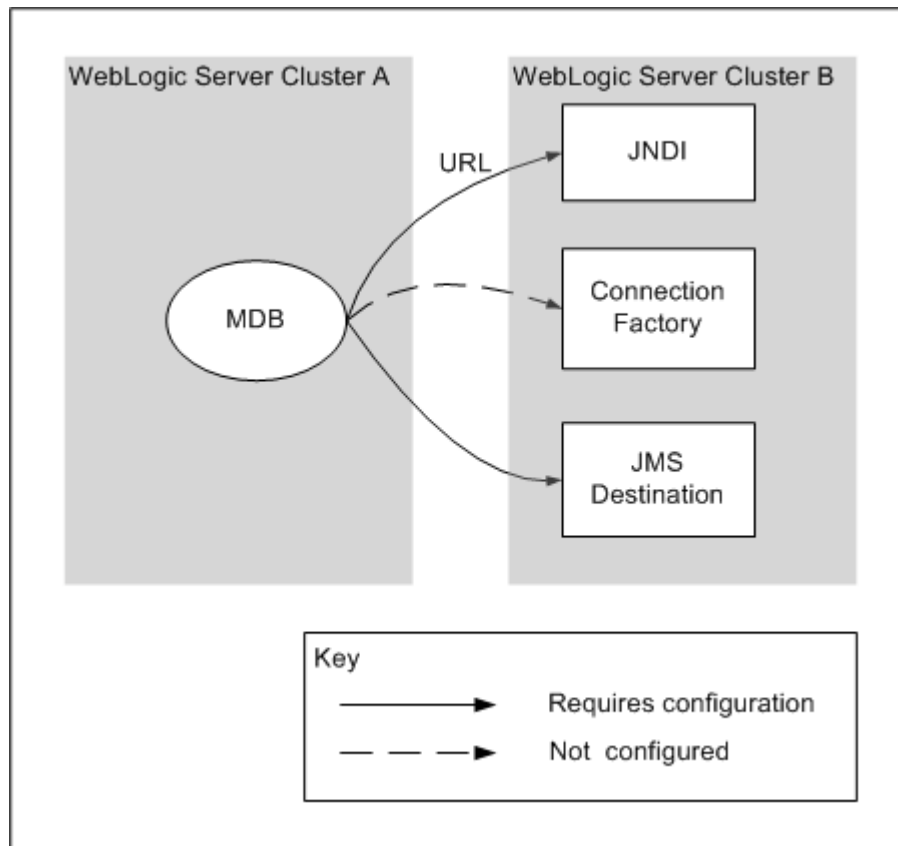 WebLogic Server Cluster A
WebLogic Server Cluster B
JNDI
URL
Connection
Factory
MDB
JMS
Destination
Key
Requires configuration
Not configured